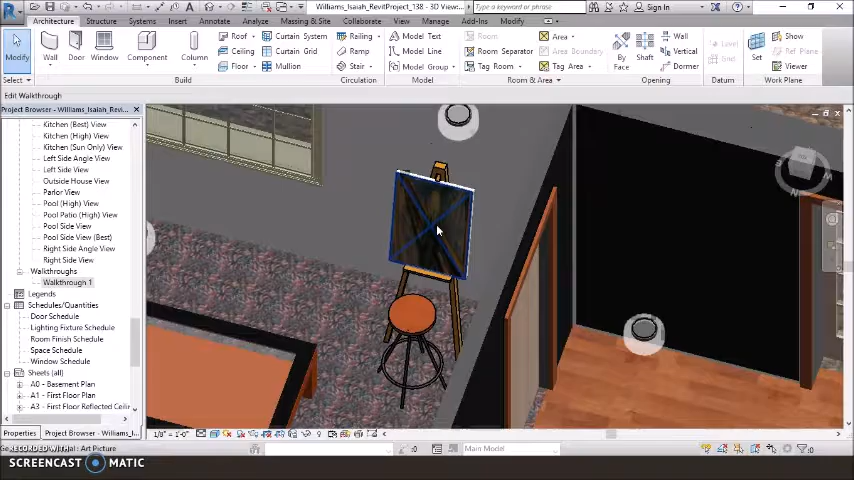 Williams_Isaiah_RevitProject_138 - 3D View...
Type a keyword or phrase
Sign In
Architecture Structure Systems Insert Annotate Analyze Massing & Site Collaborate View Manage Add-Ins Modify
Modify Wall Door Window Component Column
Roof Curtain System
Ceiling Curtain Grid
Floor Mullion
Railing
Ramp
Stair
Model Text
Model Line
Model Group
Room
Room Separator
Tag Room
Area
Area Boundary
Tag Area
By Face
Shaft
Wall
Vertical
Dormer
Level
Grid
Set
Show
Ref Plane
Viewer
Select Build Circulation Model Room & Area Opening Datum Work Plane
Edit Walkthrough
Project Browser - Williams_Isaiah_Revi...
Kitchen (Best) View
Kitchen (High) View
Kitchen (Sun Only) View
Left Side Angle View
Left Side View
Outside House View
Parlor View
Pool (High) View
Pool Patio (High) View
Pool Side View
Pool Side View (Best)
Right Side Angle View
Right Side View
Walkthroughs
Walkthrough 1
Legends
Schedules/Quantities
Door Schedule
Lighting Fixture Schedule
Room Finish Schedule
Space Schedule
Window Schedule
Sheets (all)
A0 - Basement Plan
A1 - First Floor Plan
A3 - First Floor Reflected Ceilir
Properties Project Browser - Williams_I...
1/8" = 1'-0"
: Art Picture
:0 Main Model :0
RECORDED WITH
SCREENCAST MATIC